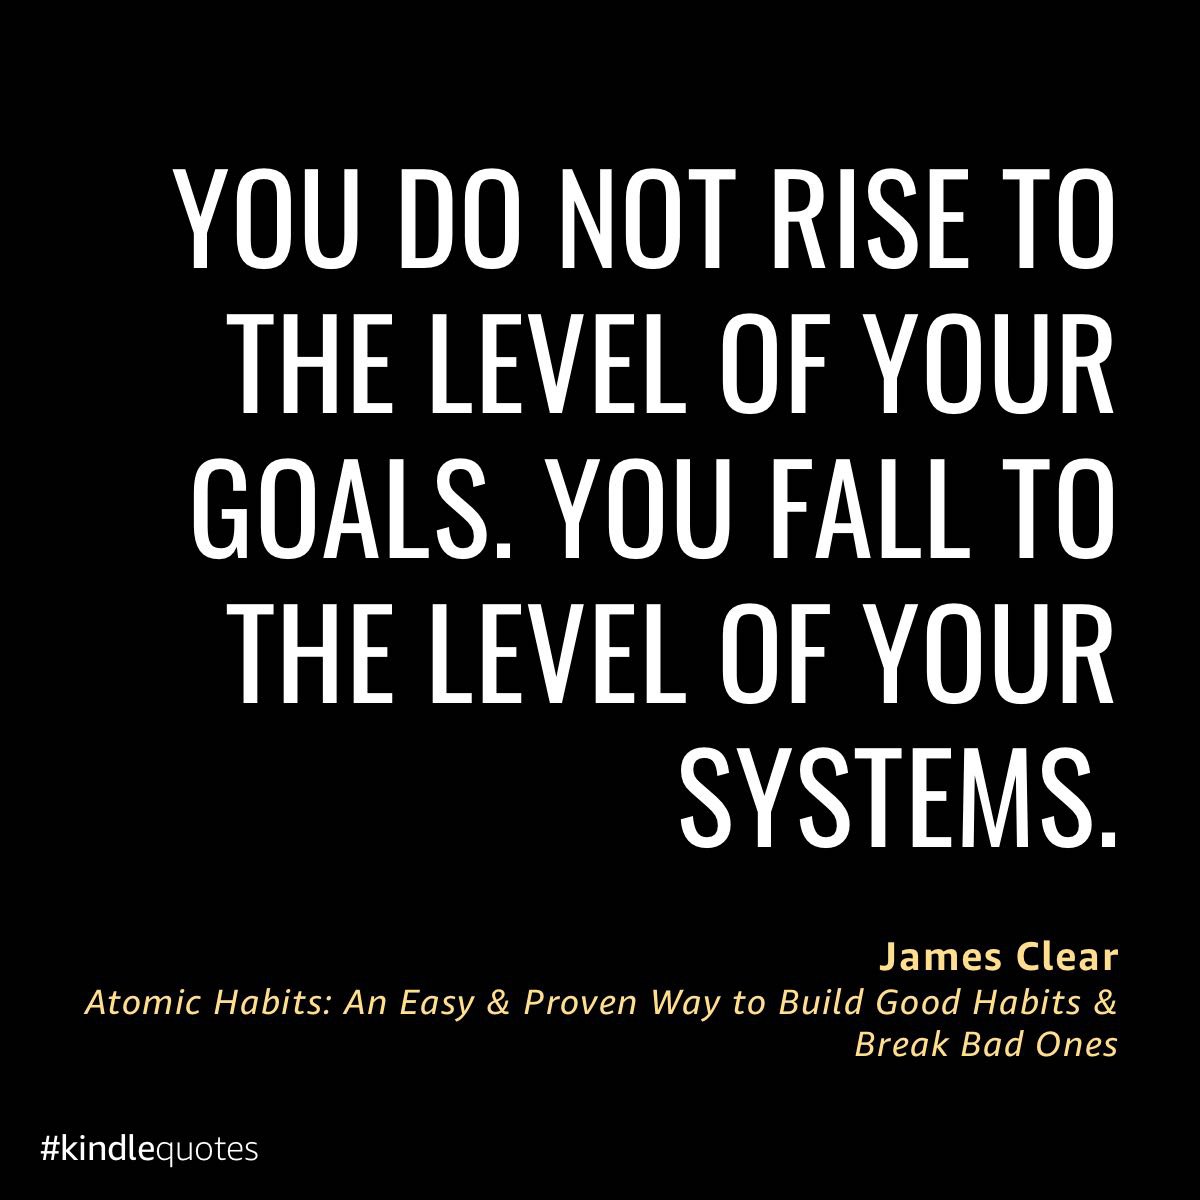 YOU DO NOT RISE TO
THE LEVEL OF YOUR
GOALS. YOU FALL TO
THE LEVEL OF YOUR
SYSTEMS.
James Clear
Atomic Habits: An Easy & Proven Way to Build Good Habits &
Break Bad Ones
#kindlequotes